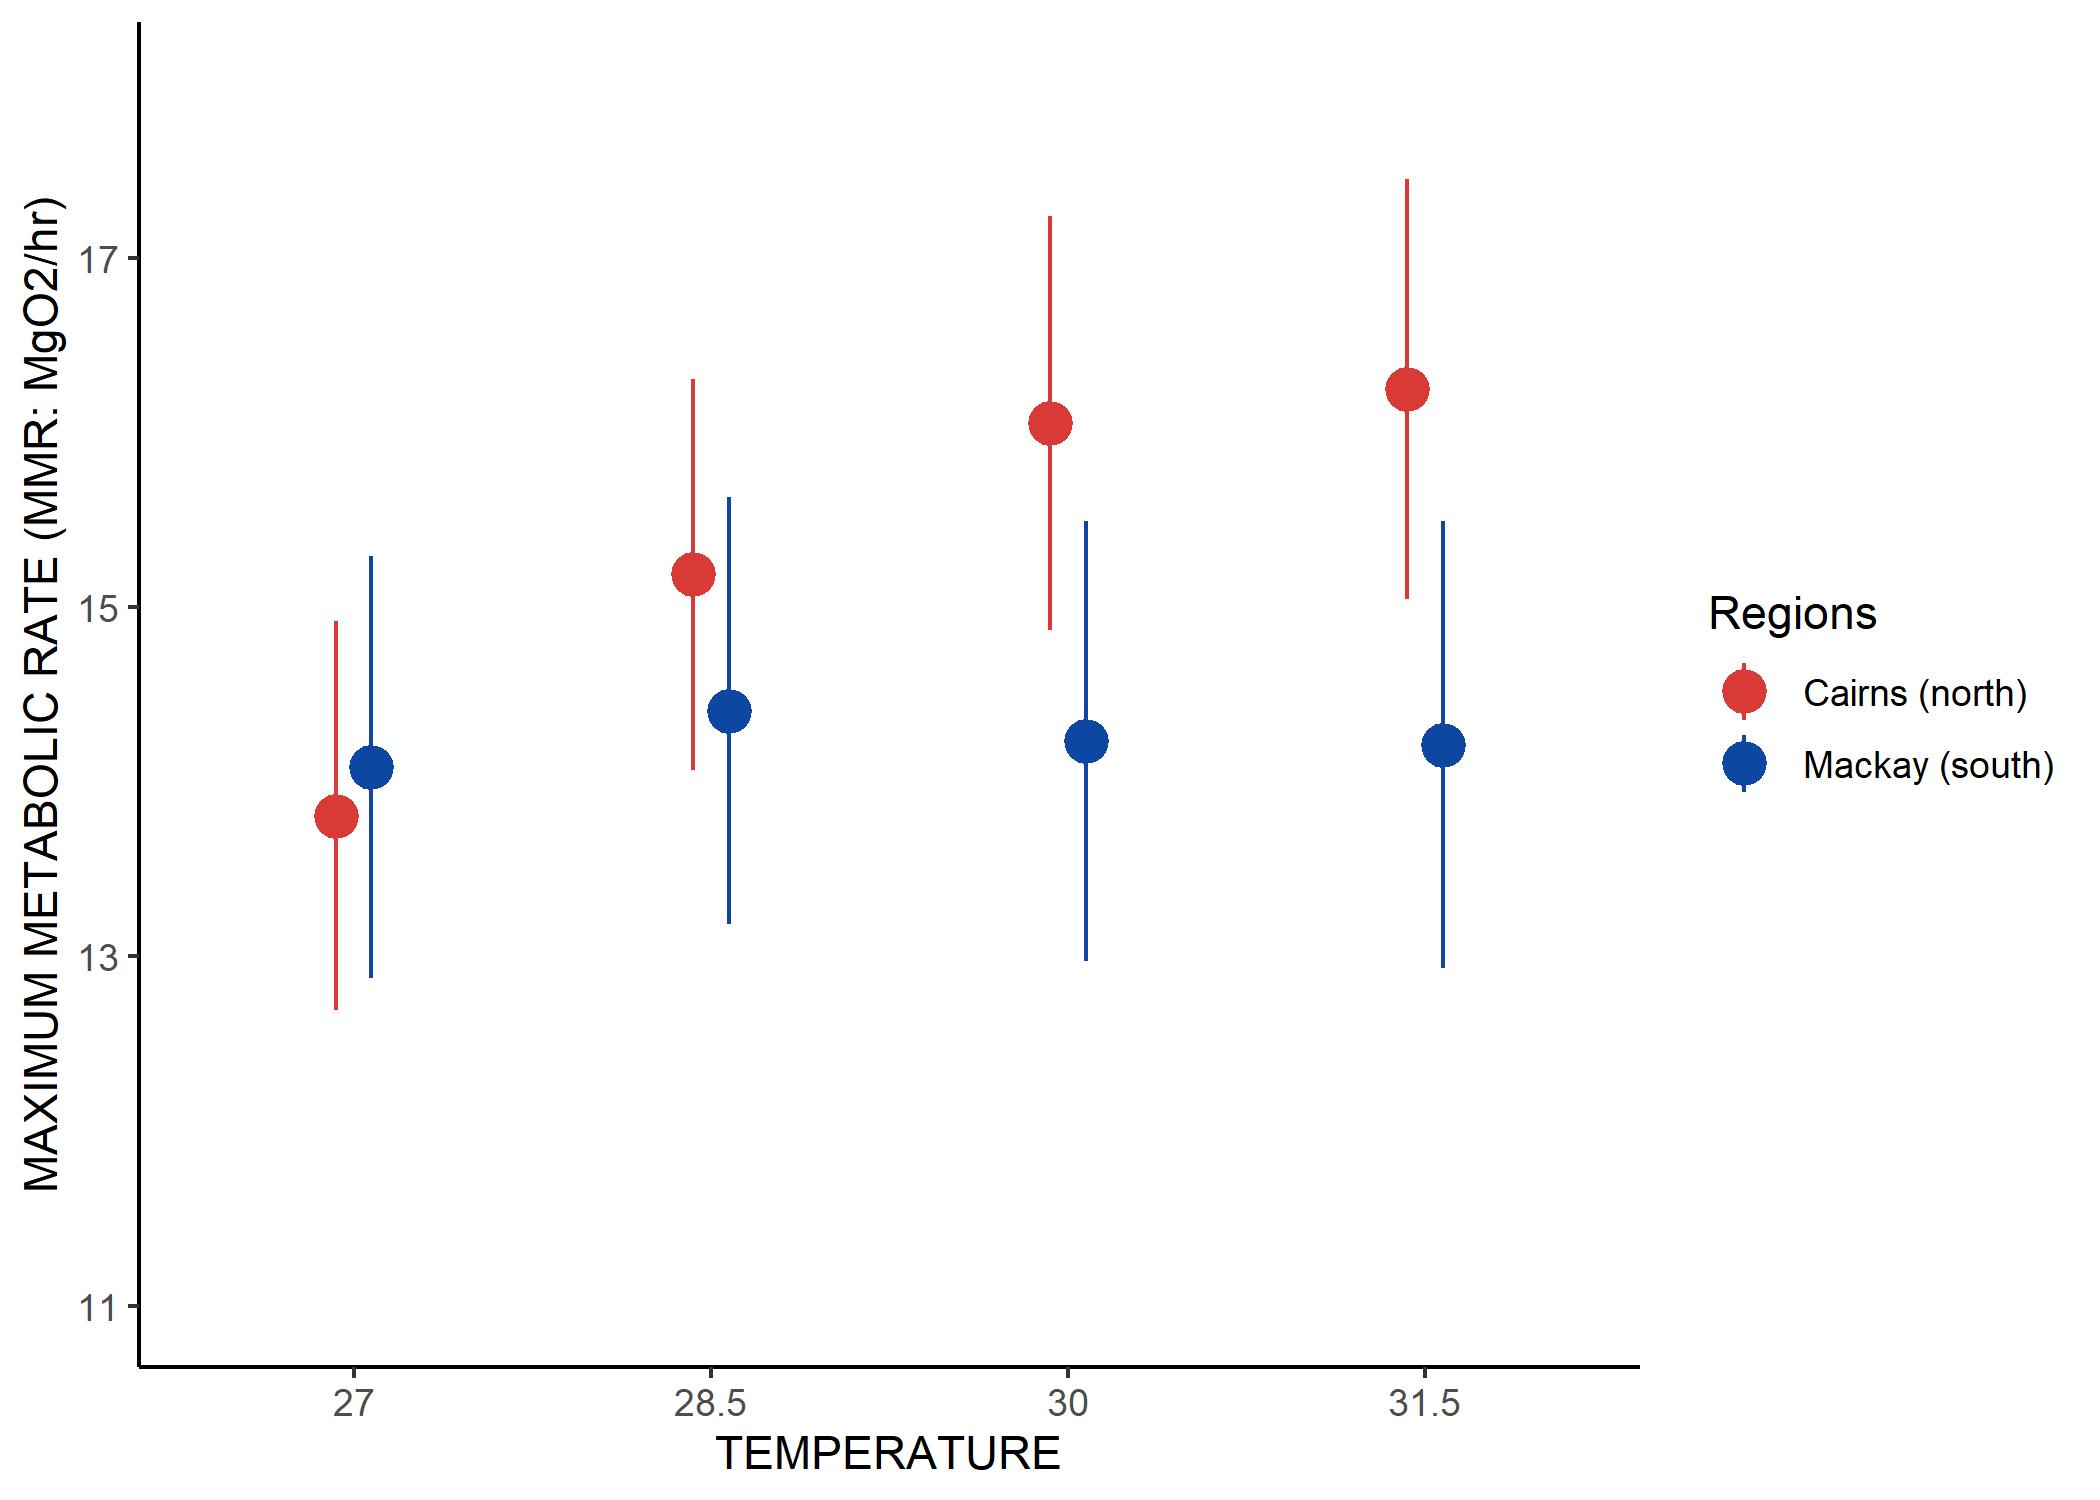 MAXIMUM METABOLIC RATE (MMR: MgO2/hr)
17
15
13
11
27 28.5 30 31.5
TEMPERATURE
Regions
Cairns (north)
Mackay (south)